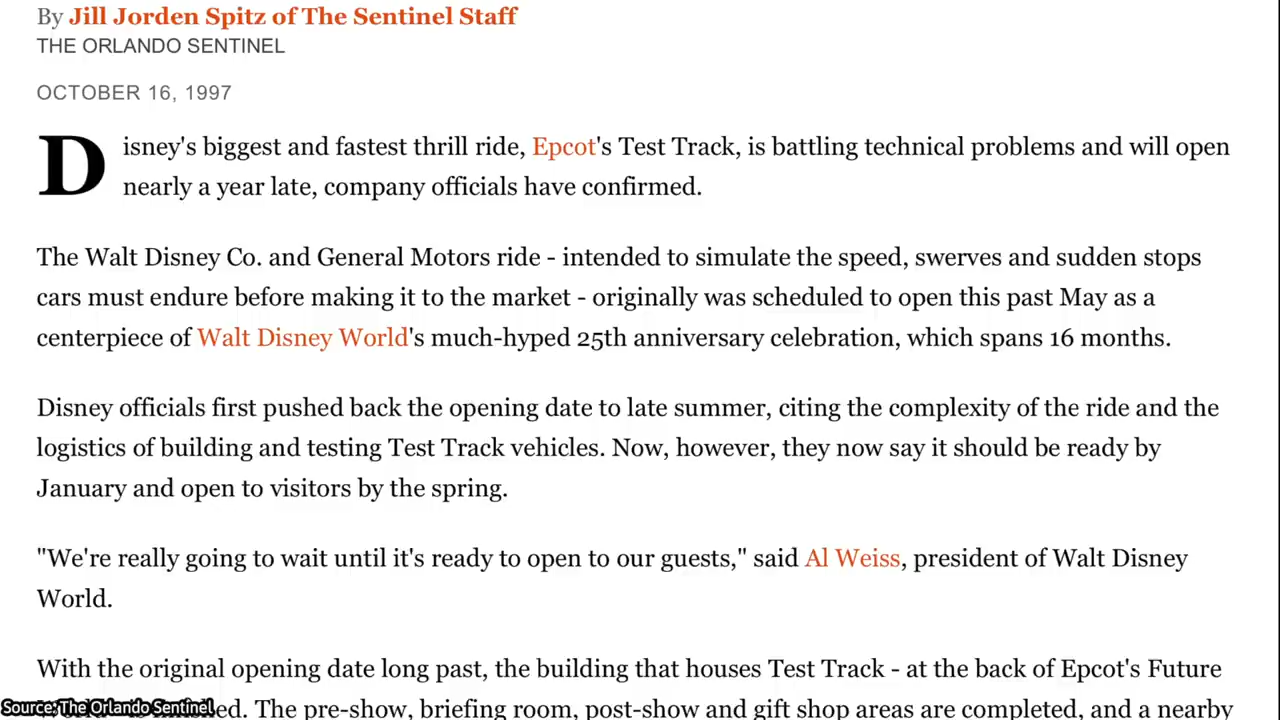 By Jill Jorden Spitz of The Sentinel Staff
THE ORLANDO SENTINEL
OCTOBER 16, 1997
Disney's biggest and fastest thrill ride, Epcot's Test Track, is battling technical problems and will open
nearly a year late, company officials have confirmed.
The Walt Disney Co. and General Motors ride - intended to simulate the speed, swerves and sudden stops
cars must endure before making it to the market - originally was scheduled to open this past May as a
centerpiece of Walt Disney World's much-hyped 25th anniversary celebration, which spans 16 months.
Disney officials first pushed back the opening date to late summer, citing the complexity of the ride and the
logistics of building and testing Test Track vehicles. Now, however, they now say it should be ready by
January and open to visitors by the spring.
"We're really going to wait until it's ready to open to our guests," said Al Weiss, president of Walt Disney
World.
With the original opening date long past, the building that houses Test Track - at the back of Epcot's Future
The pre-show, briefing room, post-show and gift shop areas are completed, and a nearby
Source: The Orlando Sentinel